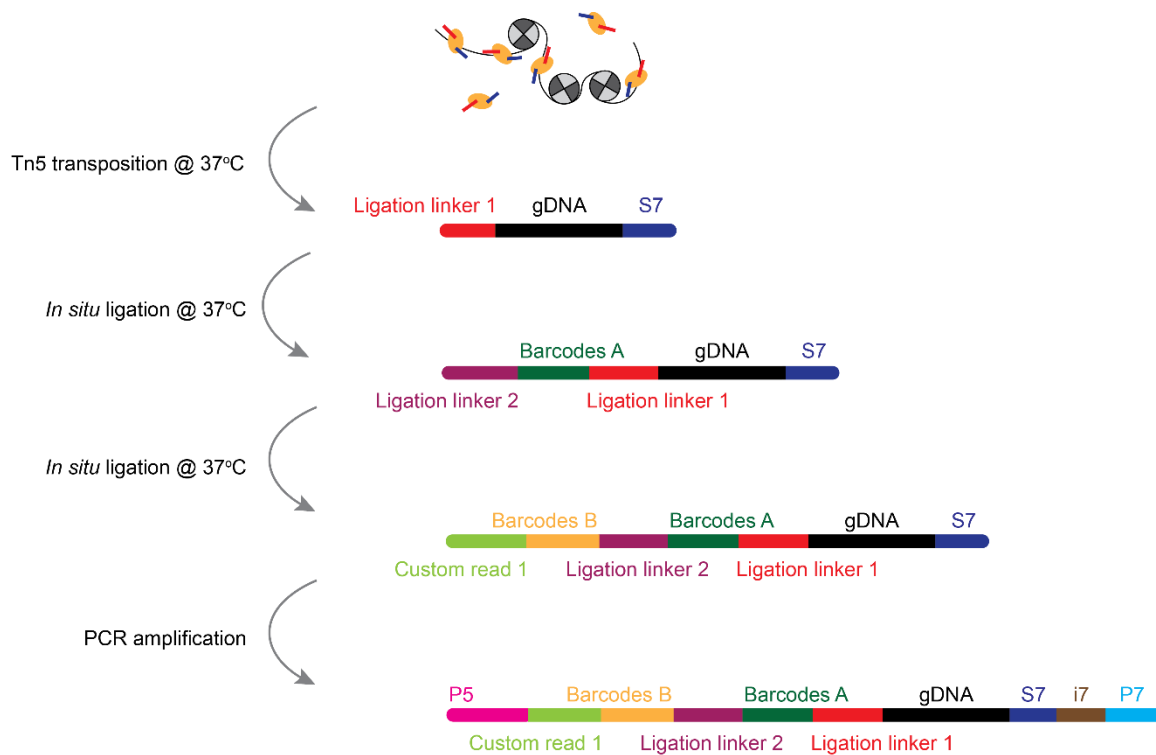 Tn5 transposition @ 37°C
Ligation linker 1 gDNA S7
In situ ligation @ 37°C
Barcodes A gDNA S7
Ligation linker 2 Ligation linker 1
In situ ligation @ 37°C
Barcodes B Barcodes A gDNA S7
Custom read 1 Ligation linker 2 Ligation linker 1
PCR amplification
P5 Barcodes B Barcodes A gDNA S7 i7 P7
Custom read 1 Ligation linker 2 Ligation linker 1